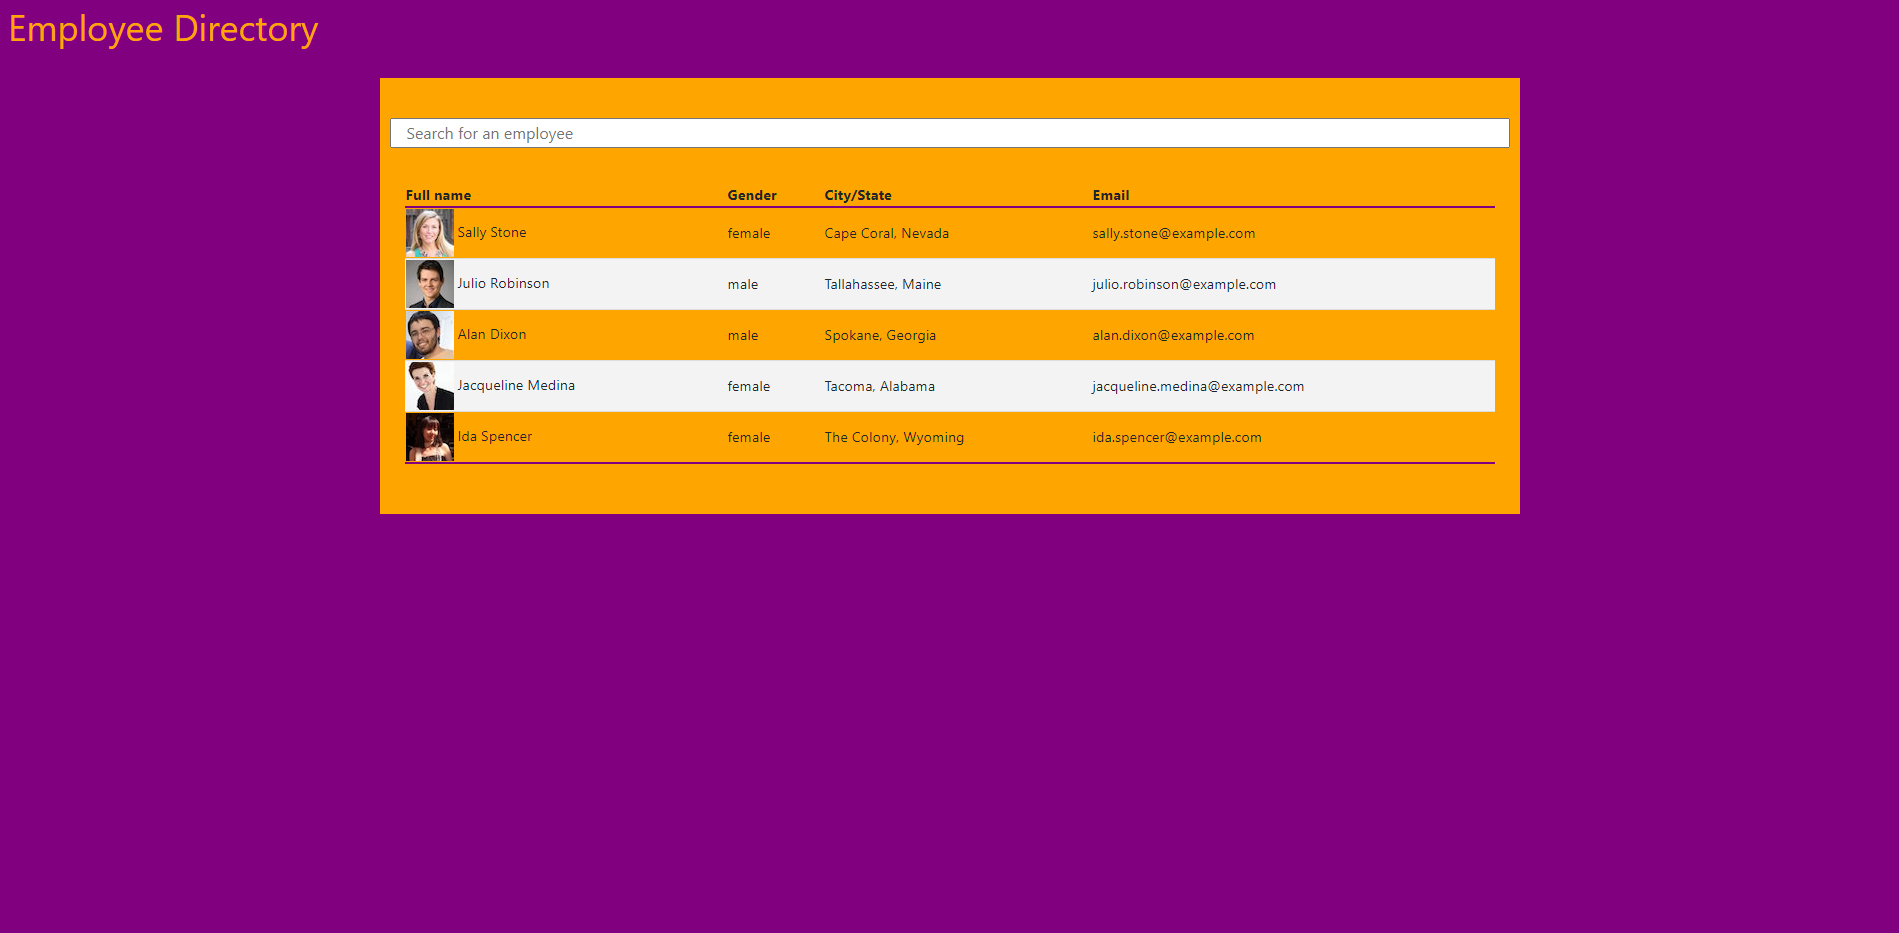 Employee Directory
Search for an employee
Full name Gender City/State Email
Sally Stone female Cape Coral, Nevada sally.stone@example.com
Julio Robinson male Tallahassee, Maine julio.robinson@example.com
Alan Dixon male Spokane, Georgia alan.dixon@example.com
Jacqueline Medina female Tacoma, Alabama jacqueline.medina@example.com
Ida Spencer female The Colony, Wyoming ida.spencer@example.com